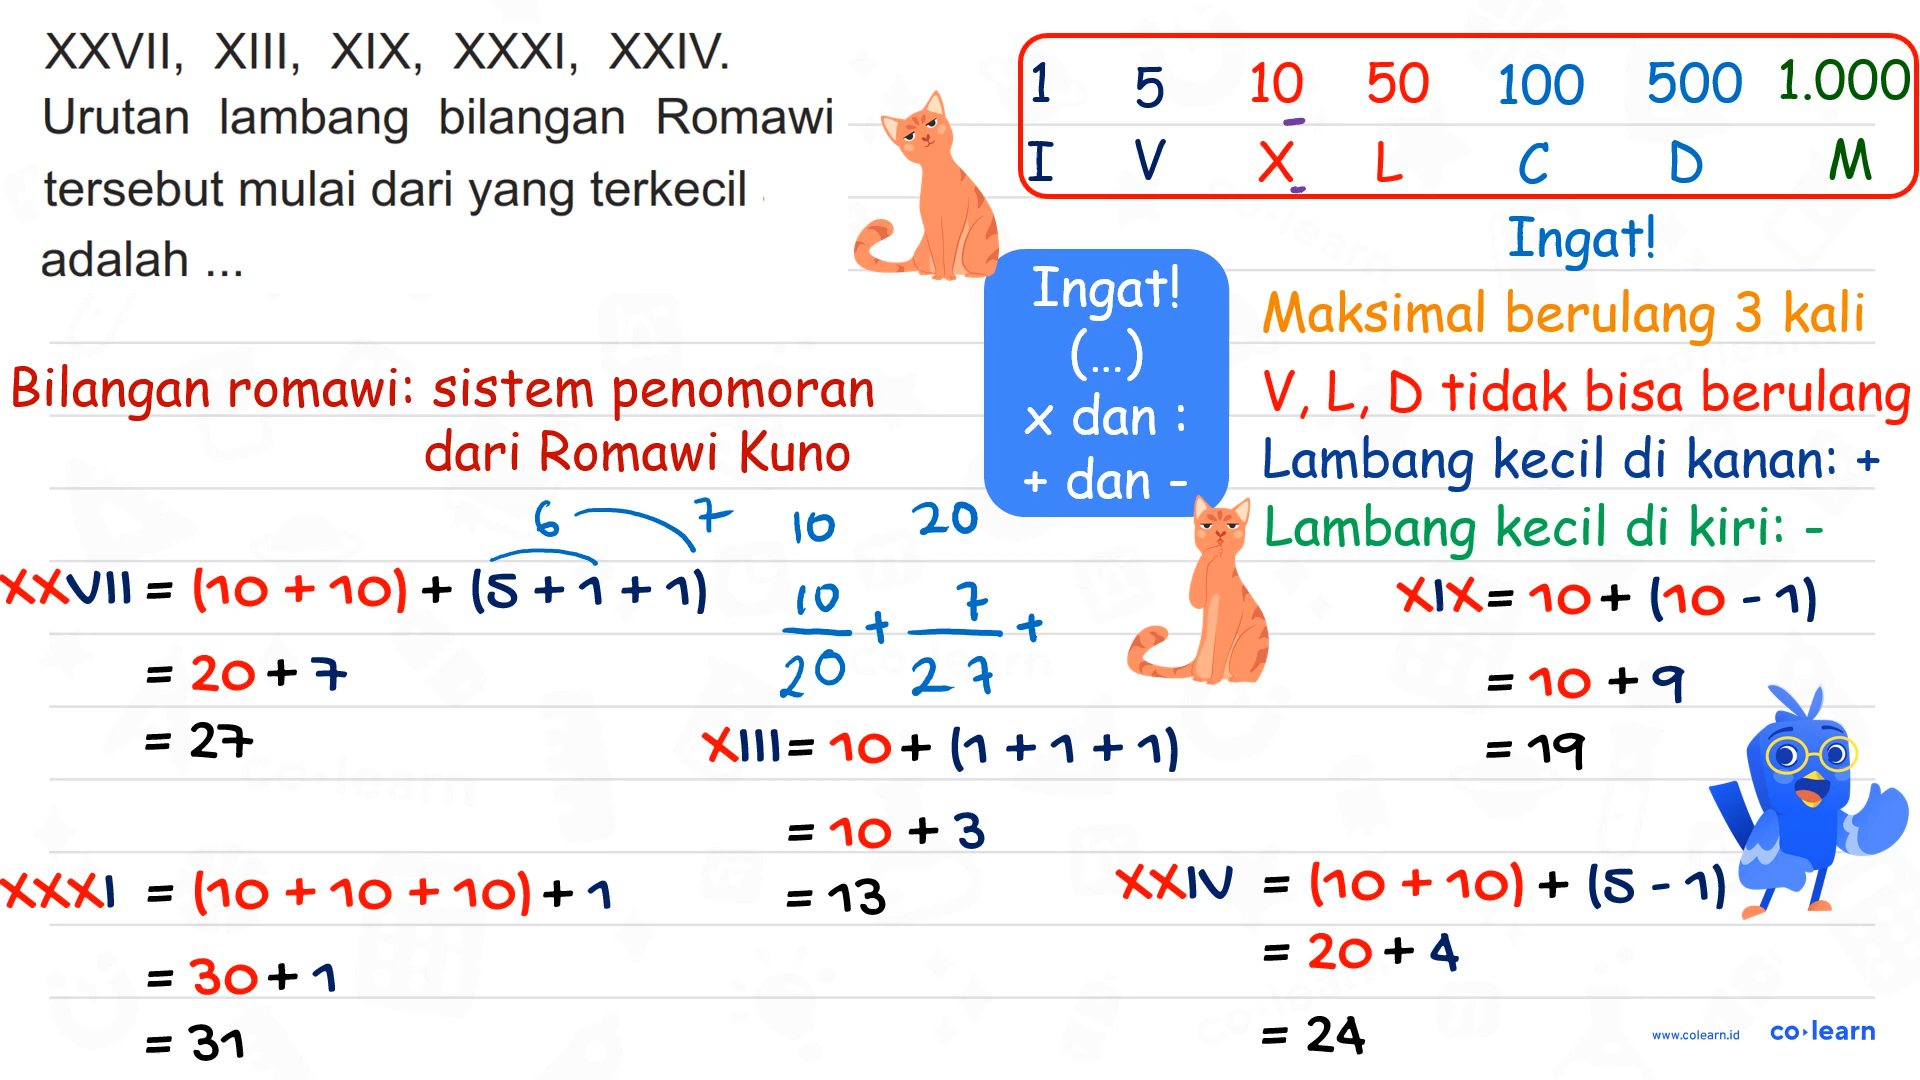 XXVII, XIII, XIX, XXXI, XXIV.
Urutan lambang bilangan Romawi
tersebut mulai dari yang terkecil
adalah ...
1 5 10 50 100 500 1.000
I V X L C D M
Ingat!
(...)
x dan :
+ dan -
Ingat!
Maksimal berulang 3 kali
V, L, D tidak bisa berulang
Lambang kecil di kanan: +
Lambang kecil di kiri: -
Bilangan romawi: sistem penomoran
dari Romawi Kuno
6 7
XXVII = (10 + 10) + (5 + 1 + 1)
= 20 + 7
= 27
10 20
10 + 7 +
20 27
XIX = 10 + (10 - 1)
= 10 + 9
= 19
XIII = 10 + (1 + 1 + 1)
= 10 + 3
= 13
XXXI = (10 + 10 + 10) + 1
= 30 + 1
= 31
XXIV = (10 + 10) + (5 - 1)
= 20 + 4
= 24
www.colearn.id co learn